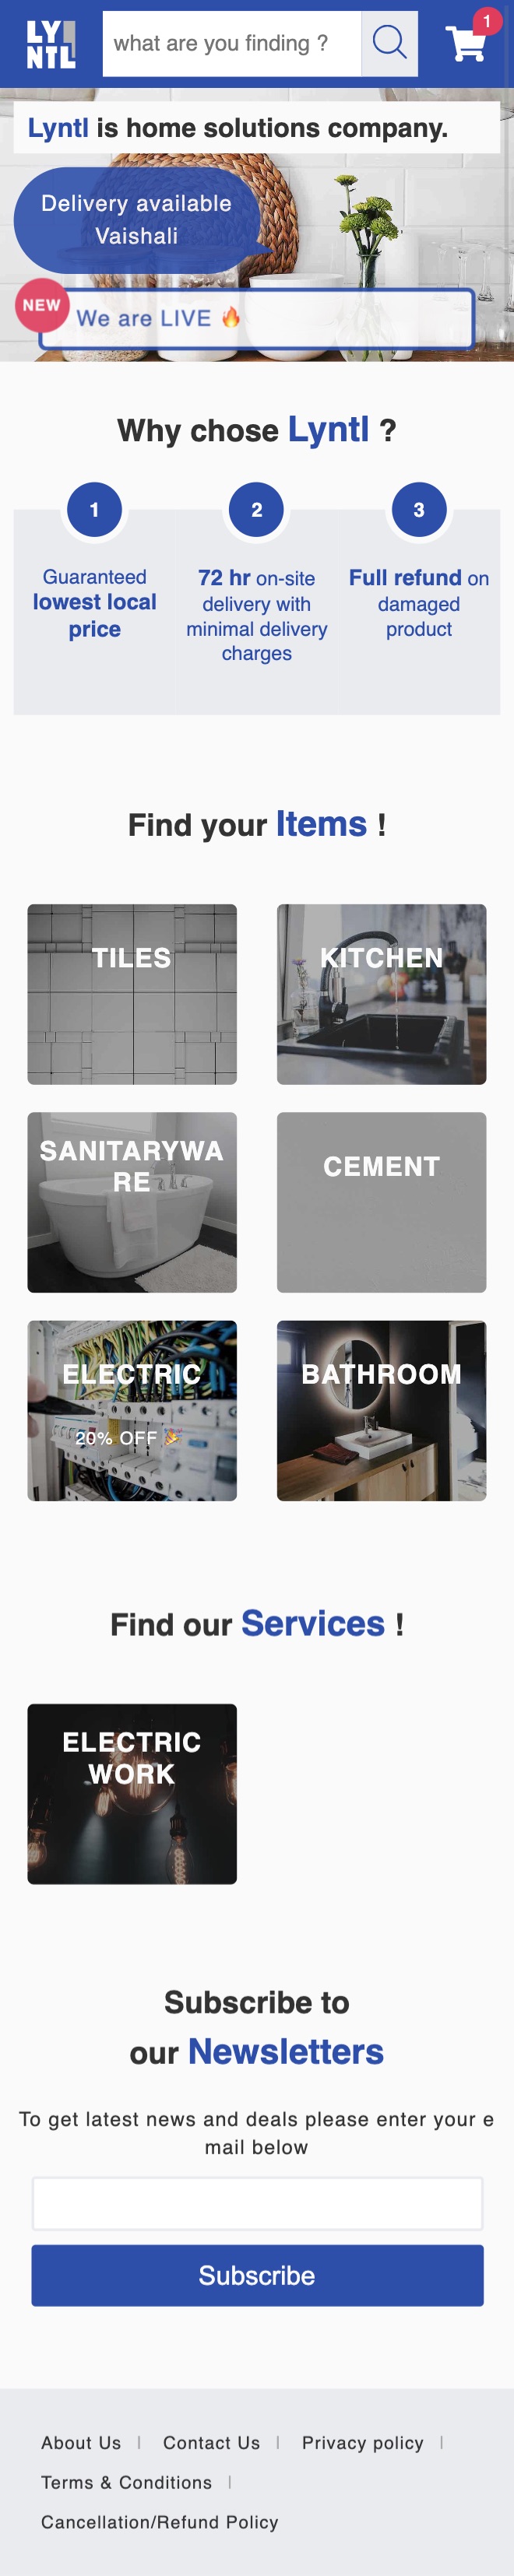 LY
NTL
what are you finding ?
1
Lyntl is home solutions company.
Delivery available
Vaishali
NEW
We are LIVE 🔥
Why chose Lyntl ?
1
2
3
Guaranteed
lowest local
price
72 hr on-site
delivery with
minimal delivery
charges
Full refund on
damaged
product
Find your Items !
TILES
KITCHEN
SANITARYWA
RE
CEMENT
ELECTRIC
20% OFF 🎉
BATHROOM
Find our Services !
ELECTRIC
WORK
Subscribe to
our Newsletters
To get latest news and deals please enter your e
mail below
Subscribe
About Us | Contact Us | Privacy policy |
Terms & Conditions |
Cancellation/Refund Policy